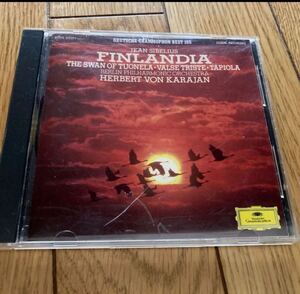 DEUTSCHE GRAMMOPHON BEST 100
JEAN SIBELIUS
FINLANDIA
THE SWAN OF TUONELA • VALSE TRISTE • TAPIOLA
BERLIN PHILHARMONIC ORCHESTRA
HERBERT VON KARAJAN